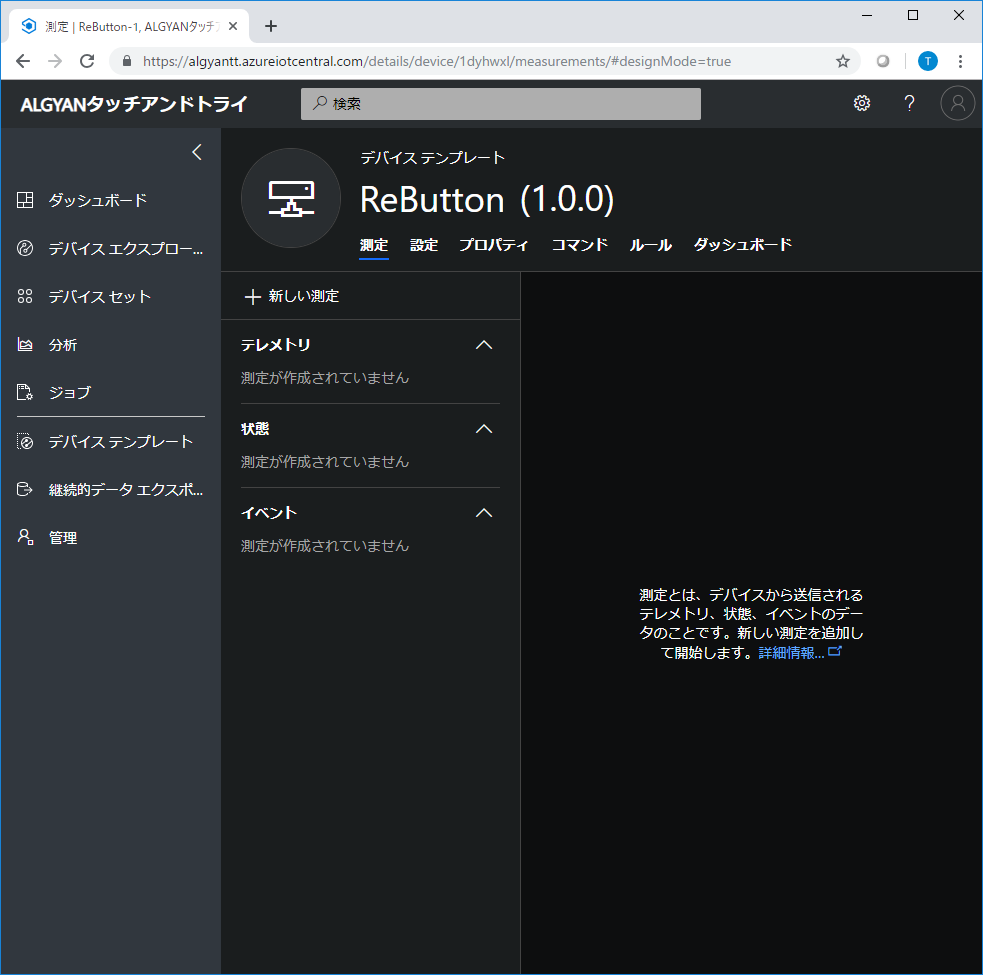 測定 | ReButton-1, ALGYANタッチア
https://algyantt.azureiotcentral.com/details/device/1dyhwxl/measurements/#designMode=true
T
ALGYANタッチアンドトライ
検索
?
ダッシュボード
デバイス エクスプロー...
デバイス セット
分析
ジョブ
デバイス テンプレート
継続的データ エクスポ...
管理
デバイス テンプレート
ReButton (1.0.0)
測定 設定 プロパティ コマンド ルール ダッシュボード
新しい測定
テレメトリ
測定が作成されていません
状態
測定が作成されていません
イベント
測定が作成されていません
測定とは、デバイスから送信される
テレメトリ、状態、イベントのデー
タのことです。新しい測定を追加し
て開始します。詳細情報...